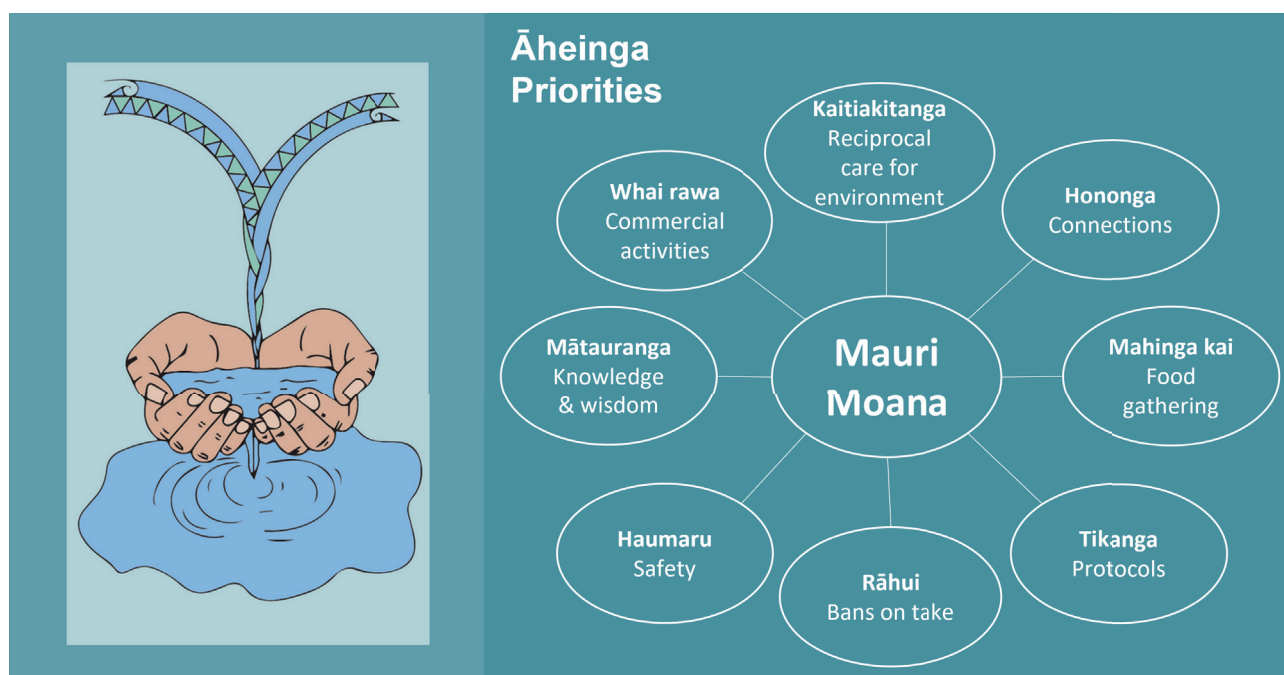 Āheinga
Priorities
Kaitiakitanga
Reciprocal
care for
environment
Hononga
Connections
Mahinga kai
Food
gathering
Tikanga
Protocols
Rāhui
Bans on take
Haumaru
Safety
Mātauranga
Knowledge
& wisdom
Whai rawa
Commercial
activities
Mauri
Moana